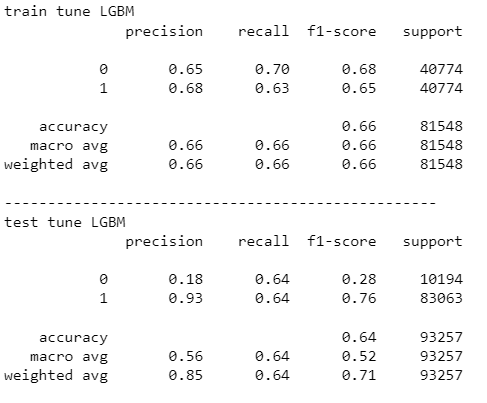 train tune LGBM
precision recall f1-score support
0 0.65 0.70 0.68 40774
1 0.68 0.63 0.65 40774
accuracy 0.66 81548
macro avg 0.66 0.66 0.66 81548
weighted avg 0.66 0.66 0.66 81548
--------------------------------------------------
test tune LGBM
precision recall f1-score support
0 0.18 0.64 0.28 10194
1 0.93 0.64 0.76 83063
accuracy 0.64 93257
macro avg 0.56 0.64 0.52 93257
weighted avg 0.85 0.64 0.71 93257